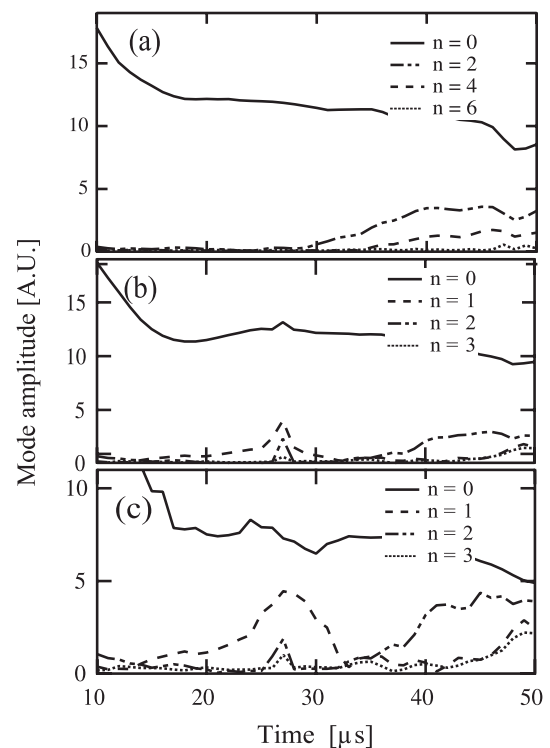 (a)
n = 0
n = 2
n = 4
n = 6
15
10
5
0
(b)
n = 0
n = 1
n = 2
n = 3
15
10
5
0
(c)
n = 0
n = 1
n = 2
n = 3
10
5
0
10
20
30
40
50
Mode amplitude [A.U.]
Time [μs]